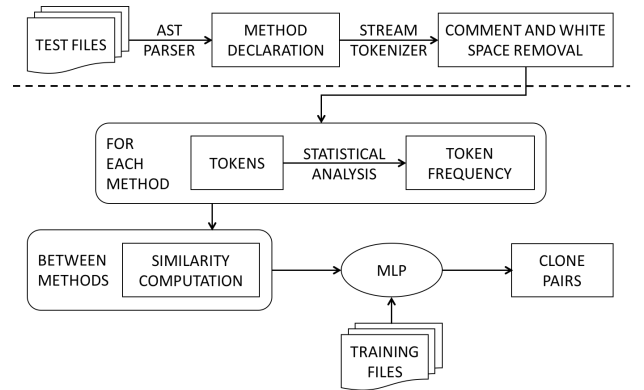 TEST FILES
AST
PARSER
METHOD
DECLARATION
STREAM
TOKENIZER
COMMENT AND WHITE
SPACE REMOVAL
FOR
EACH
METHOD
TOKENS
STATISTICAL
ANALYSIS
TOKEN
FREQUENCY
BETWEEN
METHODS
SIMILARITY
COMPUTATION
MLP
CLONE
PAIRS
TRAINING
FILES